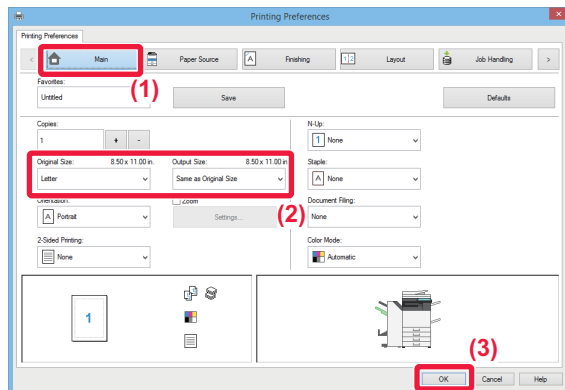 Printing Preferences
Printing Preferences
< Main Paper Source A Finishing 1 2 Layout Job Handling >
(1)
Favorites:
Untitled Save Defaults
Copies: N-Up:
1 + - 1 None
Original Size: 8.50 x 11.00 in. Output Size: 8.50 x 11.00 in. Staple:
Letter Same as Original Size A None
Orientation: Zoom Document Filing:
A Portrait Settings... (2) None
2-Sided Printing: Color Mode:
None Automatic
1
(3)
OK Cancel Help